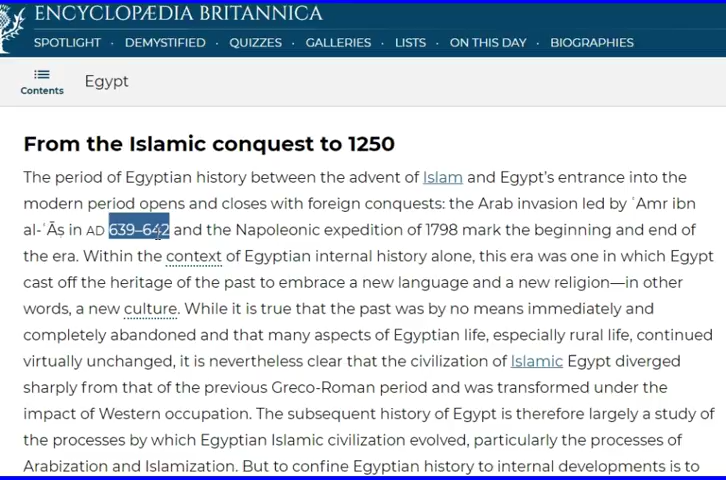 ENCYCLOPÆDIA BRITANNICA
SPOTLIGHT · DEMYSTIFIED · QUIZZES · GALLERIES · LISTS · ON THIS DAY · BIOGRAPHIES
Contents
Egypt
From the Islamic conquest to 1250
The period of Egyptian history between the advent of Islam and Egypt's entrance into the
modern period opens and closes with foreign conquests: the Arab invasion led by ʿAmr ibn
al-ʿĀs in AD 639–642 and the Napoleonic expedition of 1798 mark the beginning and end of
the era. Within the context of Egyptian internal history alone, this era was one in which Egypt
cast off the heritage of the past to embrace a new language and a new religion—in other
words, a new culture. While it is true that the past was by no means immediately and
completely abandoned and that many aspects of Egyptian life, especially rural life, continued
virtually unchanged, it is nevertheless clear that the civilization of Islamic Egypt diverged
sharply from that of the previous Greco-Roman period and was transformed under the
impact of Western occupation. The subsequent history of Egypt is therefore largely a study of
the processes by which Egyptian Islamic civilization evolved, particularly the processes of
Arabization and Islamization. But to confine Egyptian history to internal developments is to